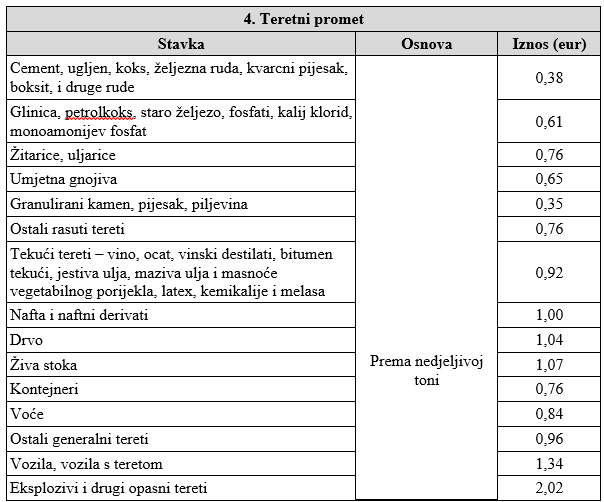 4. Teretni promet
Stavka Osnova Iznos (eur)
Cement, ugljen, koks, željezna ruda, kvarcni pijesak,
boksit, i druge rude
0,38
Glinica, petrolkoks, staro željezo, fosfati, kalij klorid,
monoamonijev fosfat
0,61
Žitarice, uljarice 0,76
Umjetna gnojiva 0,65
Granulirani kamen, pijesak, piljevina 0,35
Ostali rasuti tereti 0,76
Tekući tereti – vino, ocat, vinski destilati, bitumen
tekući, jestiva ulja, maziva ulja i masnoće
vegetabilnog porijekla, latex, kemikalije i melasa
0,92
Nafta i naftni derivati 1,00
Drvo 1,04
Živa stoka 1,07
Prema nedjeljivoj
toni
Kontejneri 0,76
Voće 0,84
Ostali generalni tereti 0,96
Vozila, vozila s teretom 1,34
Eksplozivi i drugi opasni tereti 2,02